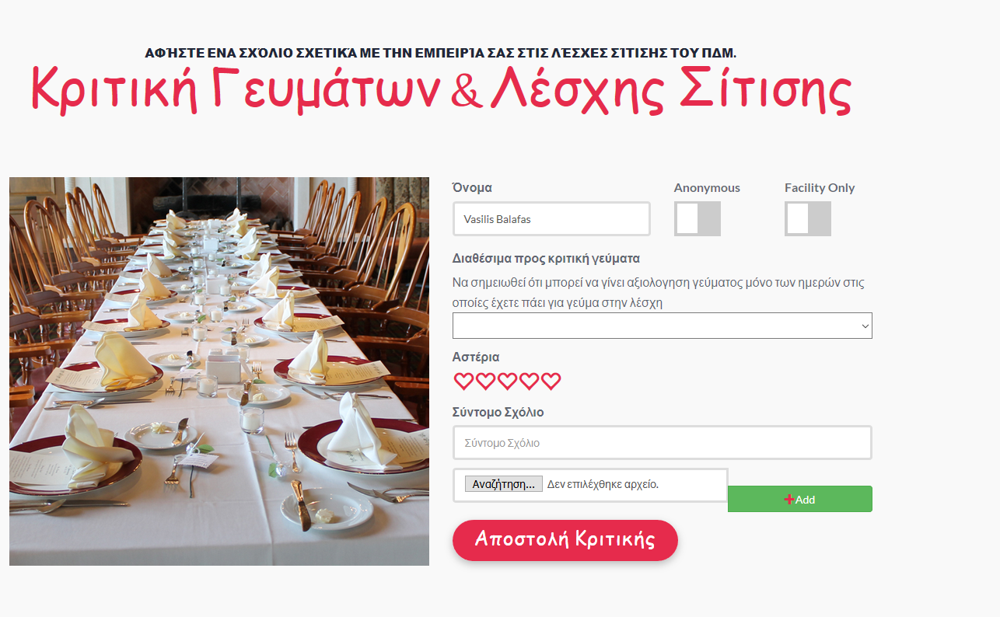 ΑΦΉΣΤΕ ΕΝΑ ΣΧΌΛΙΟ ΣΧΕΤΙΚΆ ΜΕ ΤΗΝ ΕΜΠΕΙΡΊΑ ΣΑΣ ΣΤΙΣ ΛΈΣΧΕΣ ΣΊΤΙΣΗΣ ΤΟΥ ΠΔΜ.
Κριτική Γευμάτων & Λέσχης Σίτισης
Όνομα
Anonymous
Facility Only
Vasilis Balafas
Διαθέσιμα προς κριτική γεύματα
Να σημειωθεί ότι μπορεί να γίνει αξιολογηση γεύματος μόνο των ημερών στις
οποίες έχετε πάει για γεύμα στην λέσχη
Αστέρια
Σύντομο Σχόλιο
Σύντομο Σχόλιο
Αναζήτηση... Δεν επιλέχθηκε αρχείο.
Add
Αποστολή Κριτικής